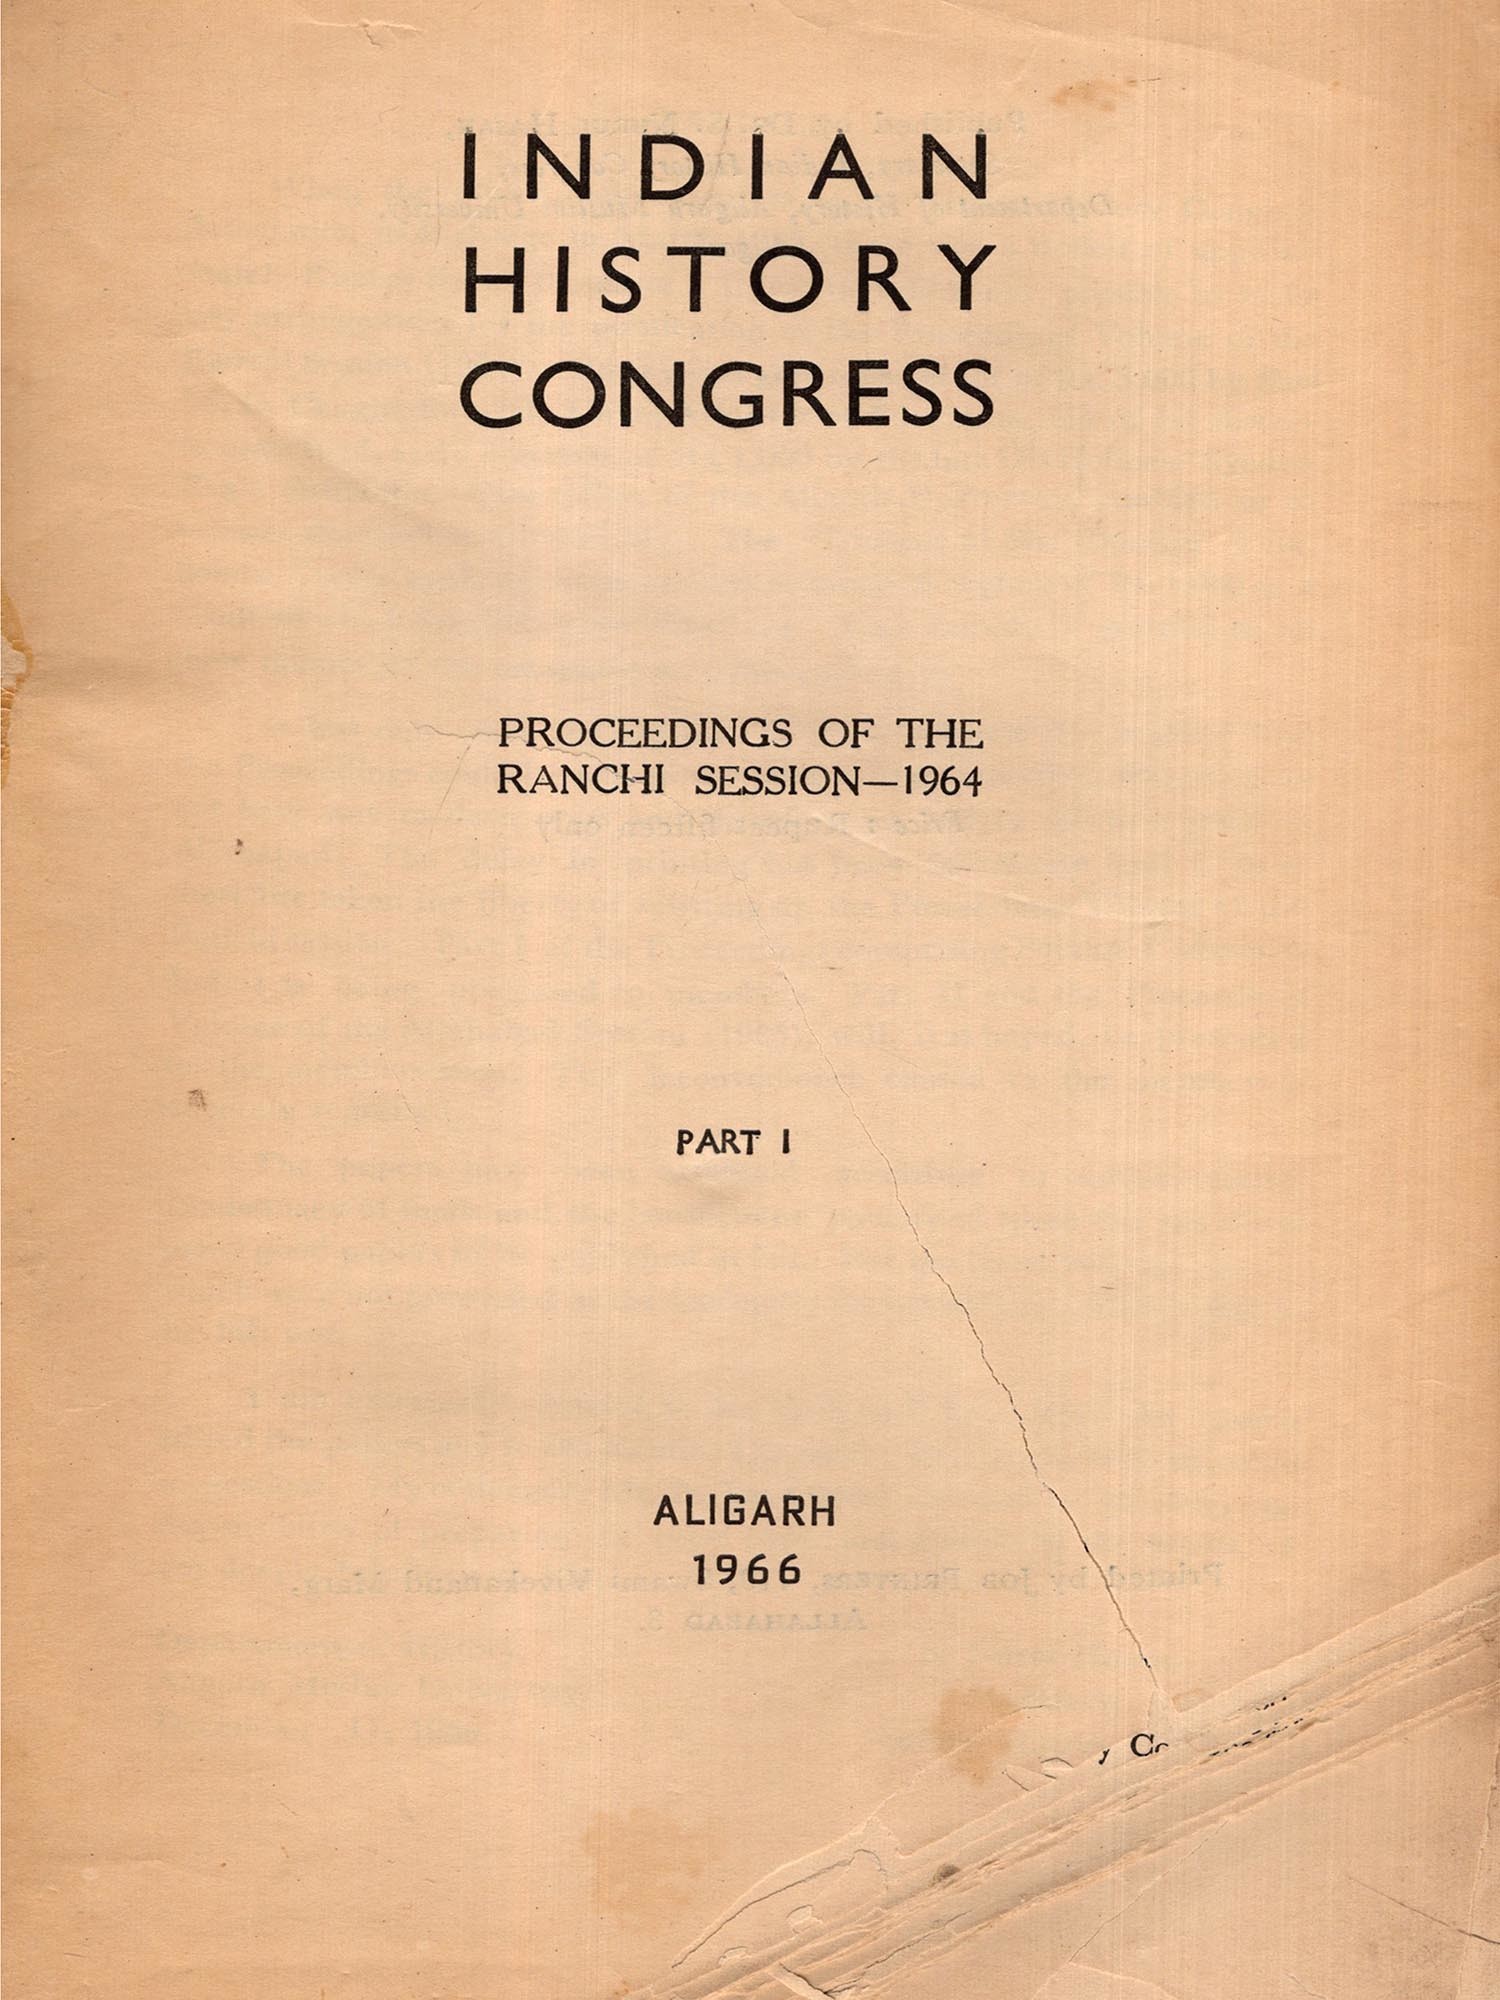 INDIAN
HISTORY
CONGRESS
PROCEEDINGS OF THE
RANCHI SESSION—1964
PART I
ALIGARH
1966